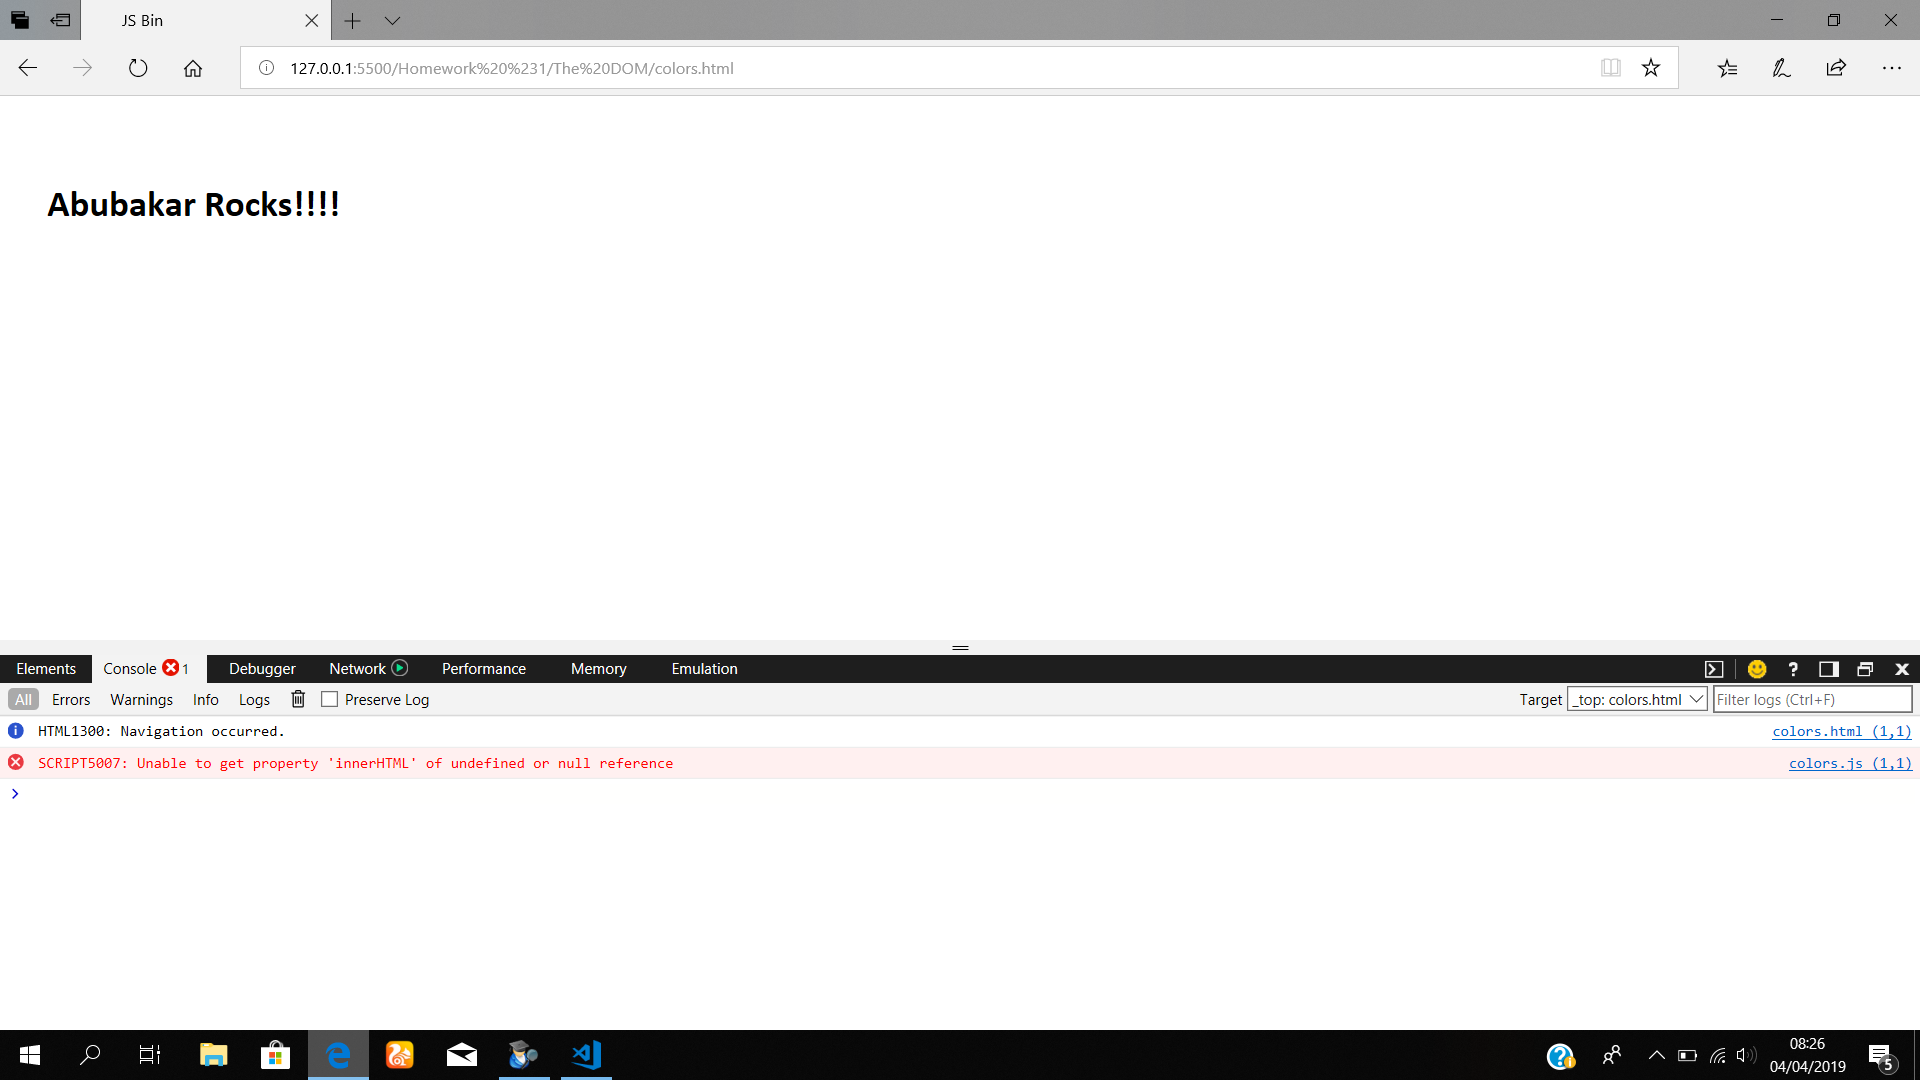 JS Bin
127.0.0.1:5500/Homework%20%231/The%20DOM/colors.html
Abubakar Rocks!!!!
Elements Console 1 Debugger Network Performance Memory Emulation ?
All Errors Warnings Info Logs Preserve Log Target _top: colors.html Filter logs (Ctrl+F)
HTML1300: Navigation occurred. colors.html (1,1)
SCRIPT5007: Unable to get property 'innerHTML' of undefined or null reference colors.js (1,1)
08:26
04/04/2019
5